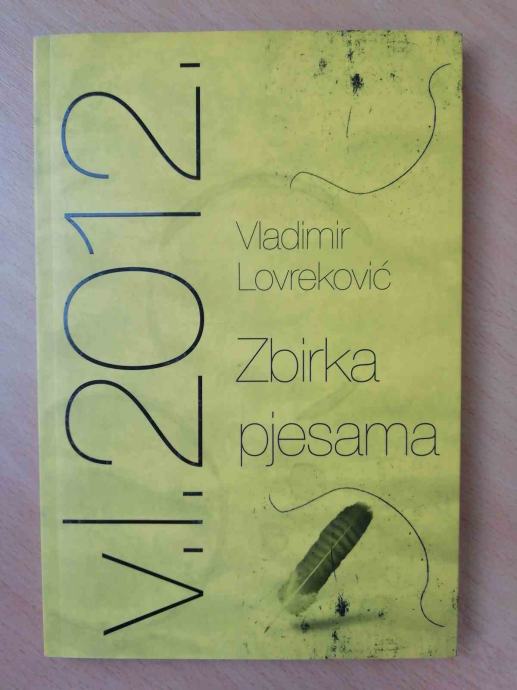 v.l.2012.
Vladimir
Lovreković
Zbirka
pjesama